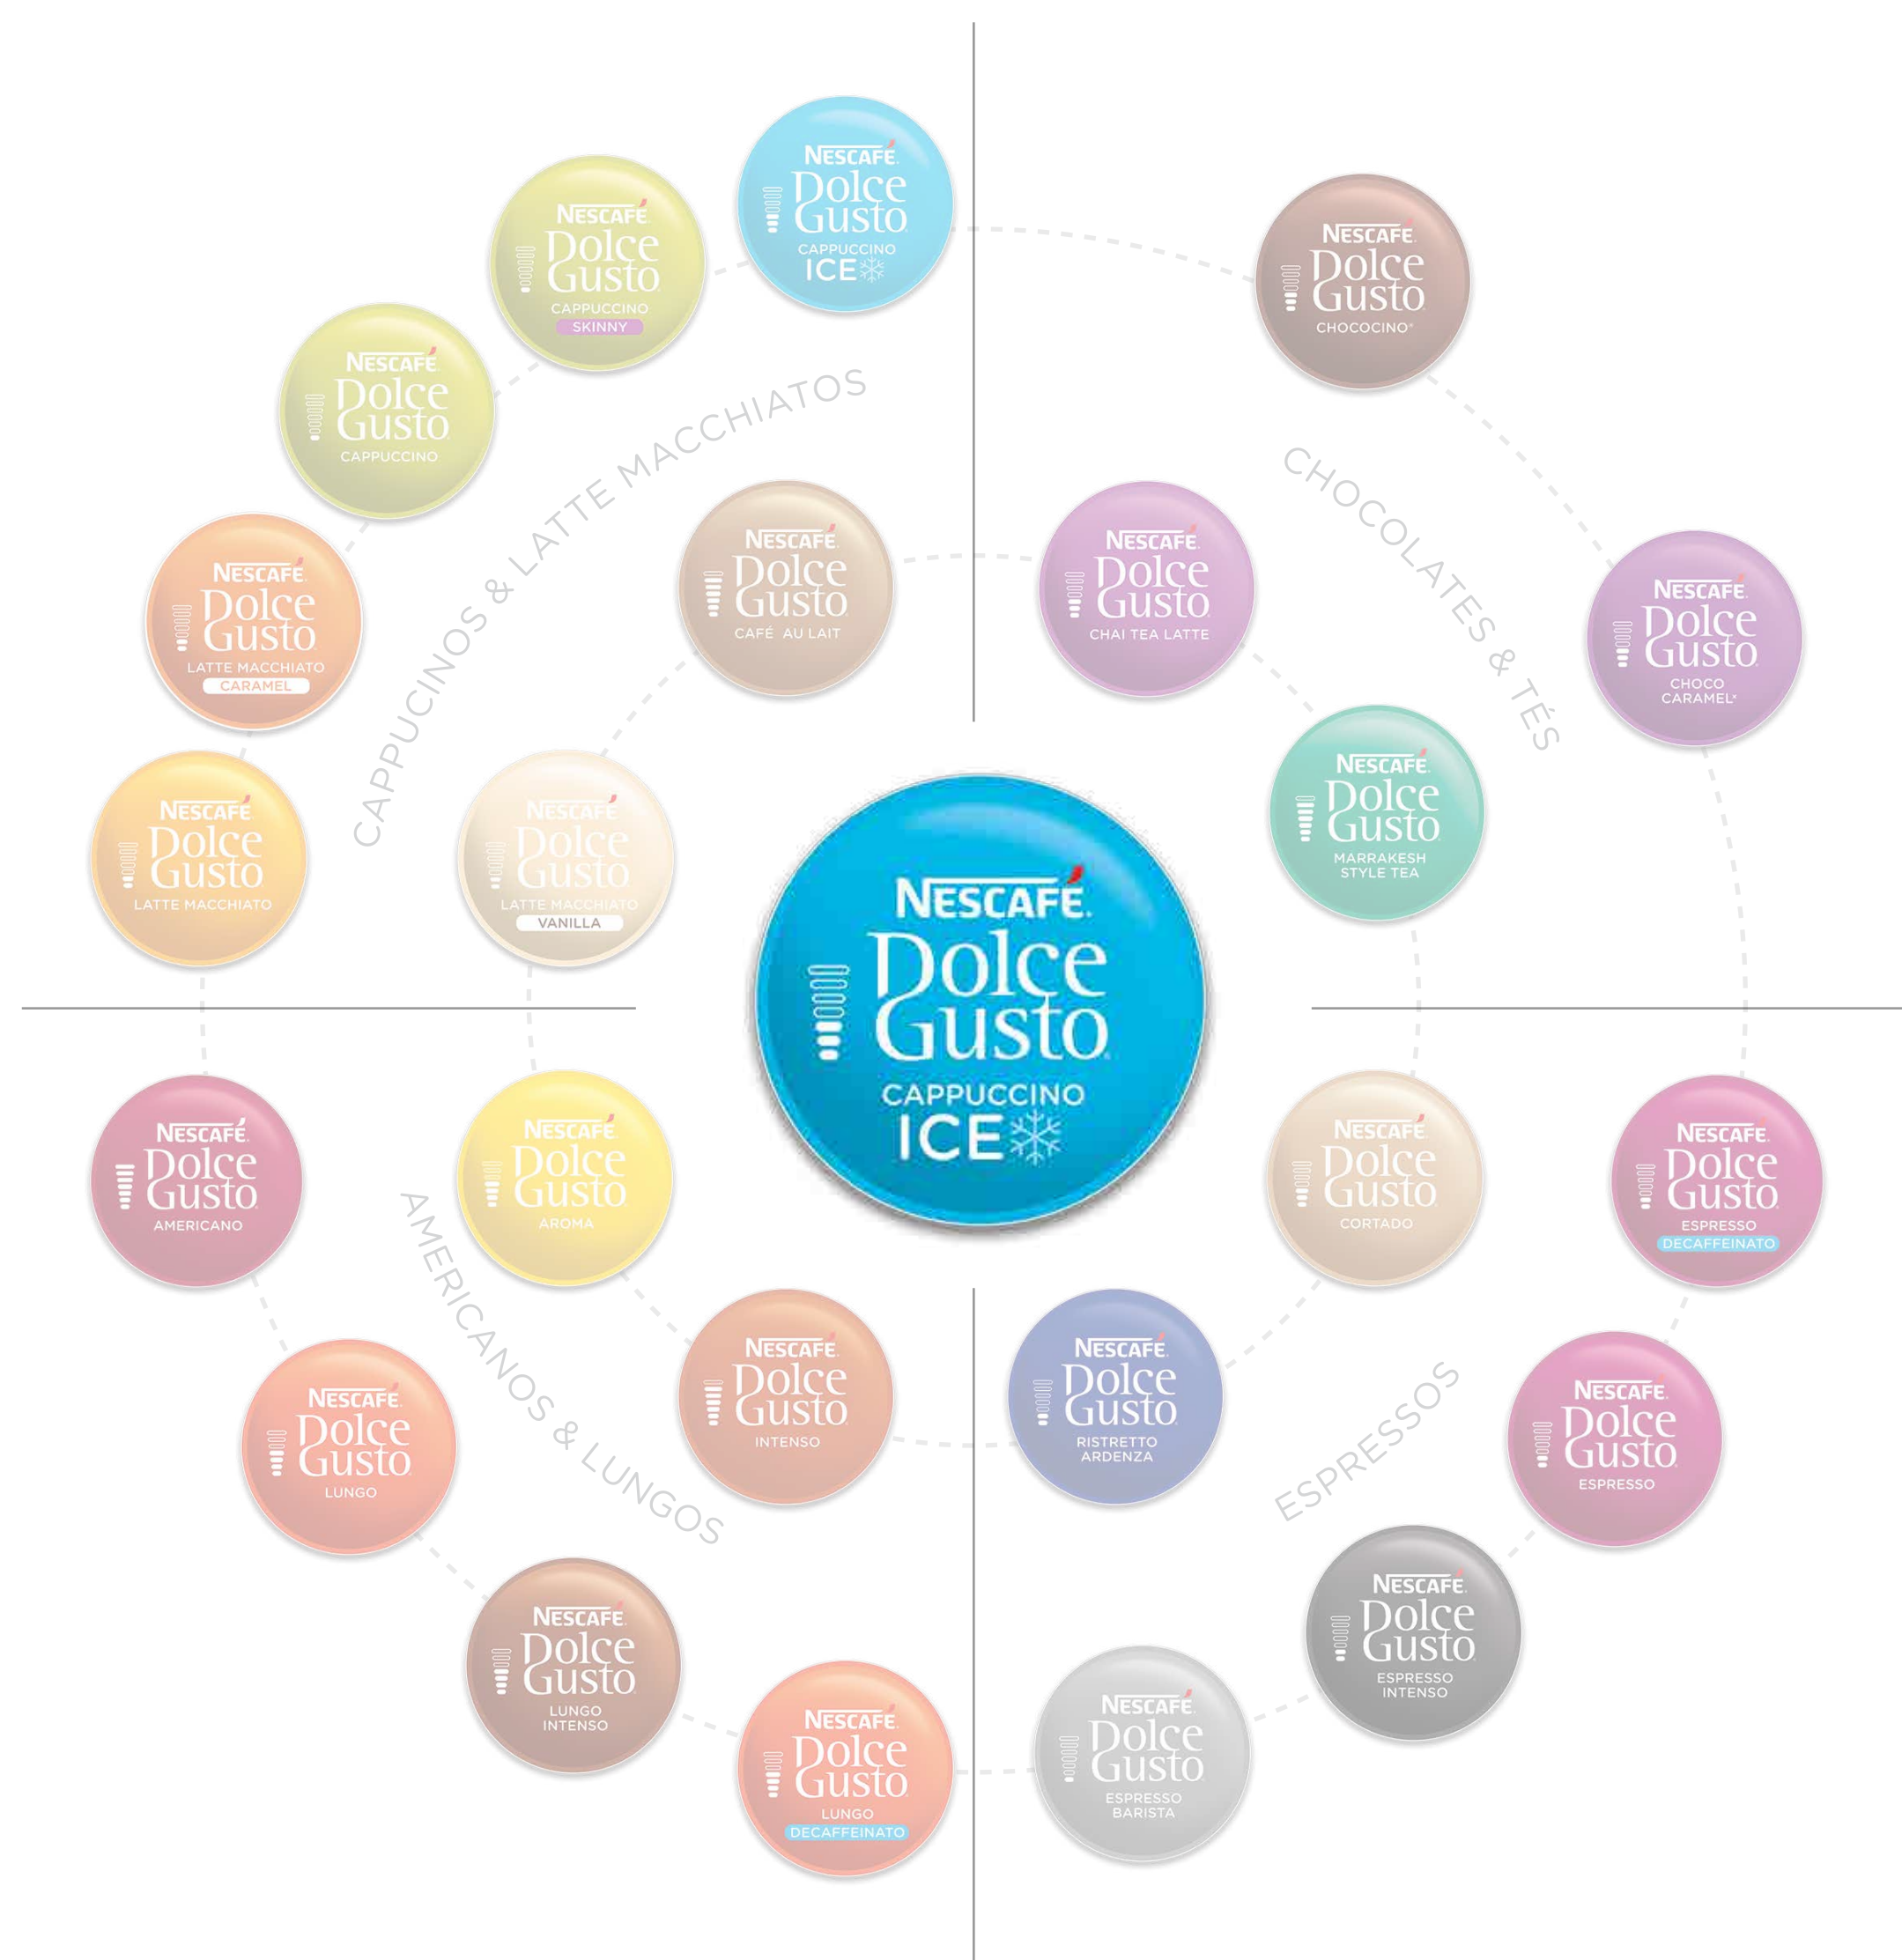 NESCAFÉ.
Dolce
Gusto
CAPPUCCINO
ICE
NESCAFÉ.
Dolce
Gusto
CAPPUCCINO
SKINNY
NESCAFÉ.
Dolce
Gusto
CAPPUCCINO
NESCAFÉ.
Dolce
Gusto
LATTE MACCHIATO
CARAMEL
NESCAFÉ.
Dolce
Gusto
LATTE MACCHIATO
CAPPUCINOS & LATTE MACCHIATOS
NESCAFÉ.
Dolce
Gusto
CAFÉ AU LAIT
NESCAFÉ.
Dolce
Gusto
LATTE MACCHIATO
VANILLA
NESCAFÉ.
Dolce
Gusto
CHOCOCINO®
NESCAFÉ.
Dolce
Gusto
CHOCO
CARAMEL*
CHOCOLATES & TÉS
NESCAFÉ.
Dolce
Gusto
CHAI TEA LATTE
NESCAFÉ.
Dolce
Gusto
MARRAKESH
STYLE TEA
NESCAFÉ.
Dolce
Gusto
CAPPUCCINO
ICE
NESCAFÉ.
Dolce
Gusto
AMERICANO
NESCAFÉ.
Dolce
Gusto
AROMA
NESCAFÉ.
Dolce
Gusto
INTENSO
AMERICANOS & LUNGOS
NESCAFÉ.
Dolce
Gusto
LUNGO
NESCAFÉ.
Dolce
Gusto
LUNGO
INTENSO
NESCAFÉ.
Dolce
Gusto
LUNGO
DECAFFEINATO
NESCAFÉ.
Dolce
Gusto
CORTADO
NESCAFÉ.
Dolce
Gusto
ESPRESSO
DECAFFEINATO
NESCAFÉ.
Dolce
Gusto
RISTRETTO
ARDENZA
ESPRESSOS
NESCAFÉ.
Dolce
Gusto
ESPRESSO
NESCAFÉ.
Dolce
Gusto
ESPRESSO
INTENSO
NESCAFÉ.
Dolce
Gusto
ESPRESSO
BARISTA